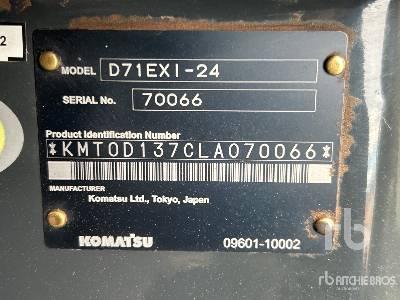 2
MODEL D71EXI-24
SERIAL No. 70066
Product Identification Number
*KMT0D137CLA070066*
MANUFACTURER
Komatsu Ltd., Tokyo, Japan
KOMATSU 09601-10002
rb
rb RITCHIE BROS.